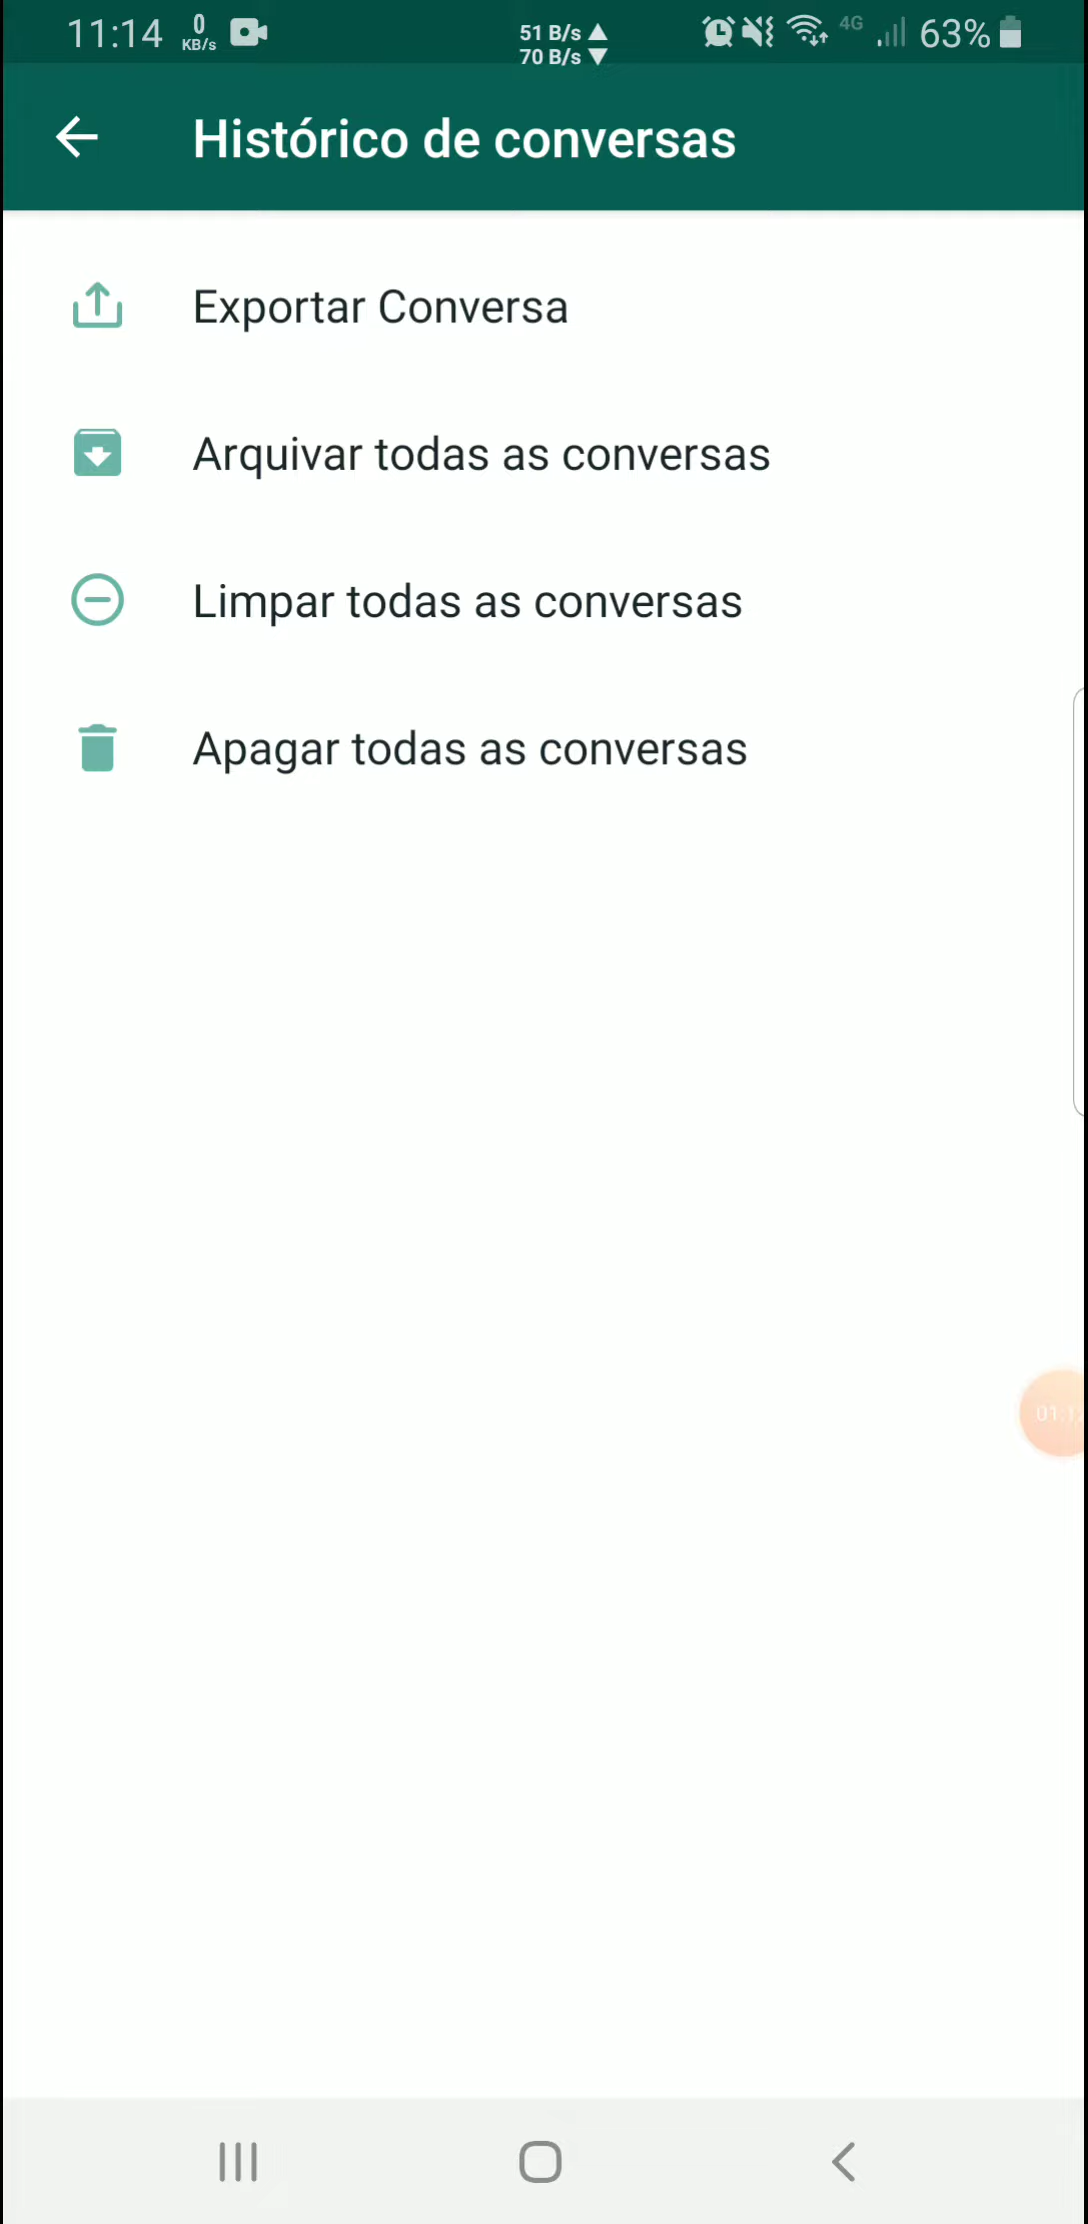 11:14 0 KB/s 51 B/s ▲ 4G 63%
70 B/s ▼
Histórico de conversas
Exportar Conversa
Arquivar todas as conversas
Limpar todas as conversas
Apagar todas as conversas